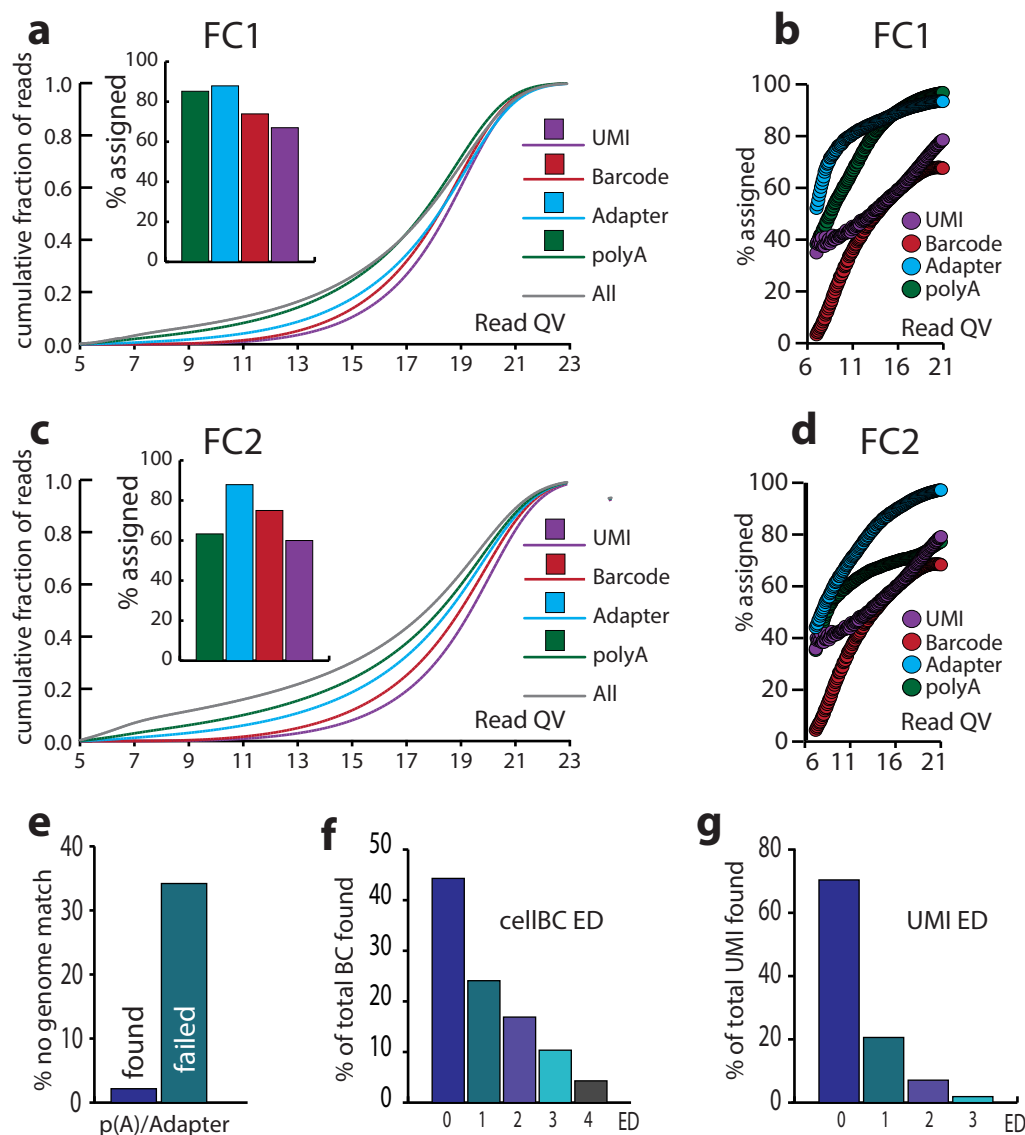 a
FC1
cumulative fraction of reads
1.0
0.8
0.6
0.4
0.2
0.0
5 7 9 11 13 15 17 19 21 23
% assigned
100
80
60
40
20
0
UMI
Barcode
Adapter
polyA
All
Read QV
b
FC1
% assigned
100
80
60
40
20
0
UMI
Barcode
Adapter
polyA
Read QV
6 11 16 21
c
FC2
cumulative fraction of reads
1.0
0.8
0.6
0.4
0.2
0.0
5 7 9 11 13 15 17 19 21 23
% assigned
100
80
60
40
20
0
UMI
Barcode
Adapter
polyA
All
Read QV
d
FC2
% assigned
100
80
60
40
20
0
UMI
Barcode
Adapter
polyA
Read QV
6 11 16 21
e
% no genome match
40
30
20
10
0
found
failed
p(A)/Adapter
f
% of total BC found
50
40
30
20
10
0
cellBC ED
0 1 2 3 4 ED
g
% of total UMI found
80
60
40
20
0
UMI ED
0 1 2 3 ED